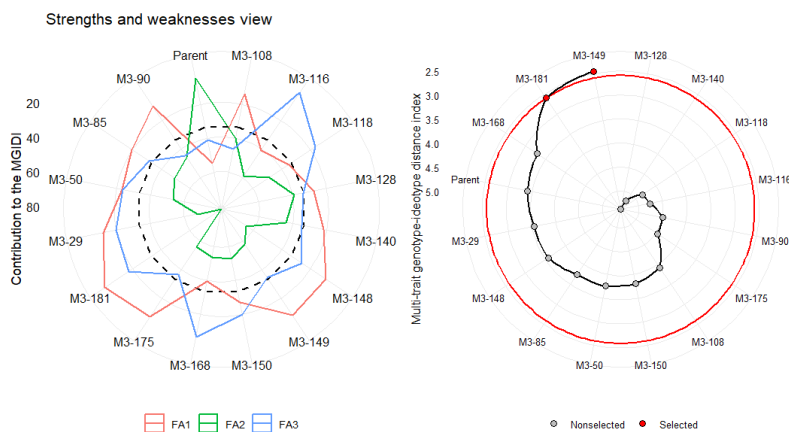 Strengths and weaknesses view
Contribution to the MGIDI
20
40
60
80
Parent
M3-108
M3-116
M3-118
M3-128
M3-140
M3-148
M3-149
M3-150
M3-168
M3-175
M3-181
M3-29
M3-50
M3-85
M3-90
FA1
FA2
FA3
Multi-trait genotype-ideotype distance index
2.5
3.0
3.5
4.0
4.5
5.0
M3-149
M3-128
M3-140
M3-118
M3-116
M3-90
M3-175
M3-108
M3-150
M3-50
M3-85
M3-148
M3-29
Parent
M3-168
M3-181
Nonselected
Selected